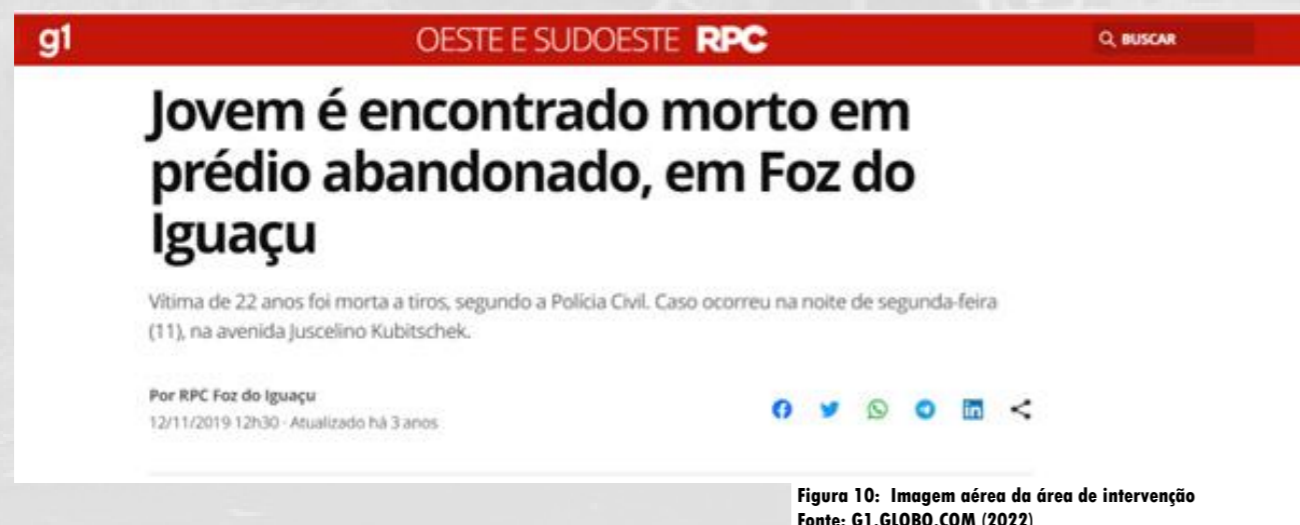 g1
OESTE E SUDOESTE RPC
BUSCAR
Jovem é encontrado morto em
prédio abandonado, em Foz do
Iguaçu
Vítima de 22 anos foi morta a tiros, segundo a Polícia Civil. Caso ocorreu na noite de segunda-feira
(11), na avenida Juscelino Kubitschek.
Por RPC Foz do Iguaçu
12/11/2019 12h30 · Atualizado há 3 anos
Figura 10: Imagem aérea da área de intervenção
Fonte: G1.GLOBO.COM (2022)